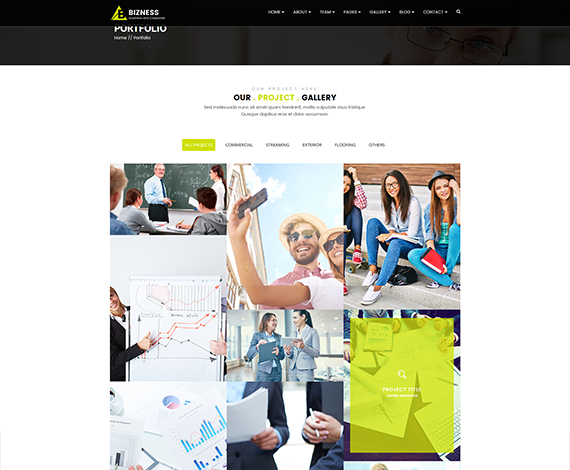 BIZNESS
business and Corporate
HOME
ABOUT
TEAM
PAGES
GALLERY
BLOG
CONTACT
PORTFOLIO
Home // Portfolio
OUR PROJECT HERE
OUR . PROJECT . GALLERY
Sed malesuada nunc sit amet quam hendrerit, mollis vulputate risus tristique.
Quisque dapibus eros et dolor accumsan
ALL PROJECTS
COMMERCIAL
STREAMING
EXTERIOR
FLOORING
OTHERS
PROJECT TITLE